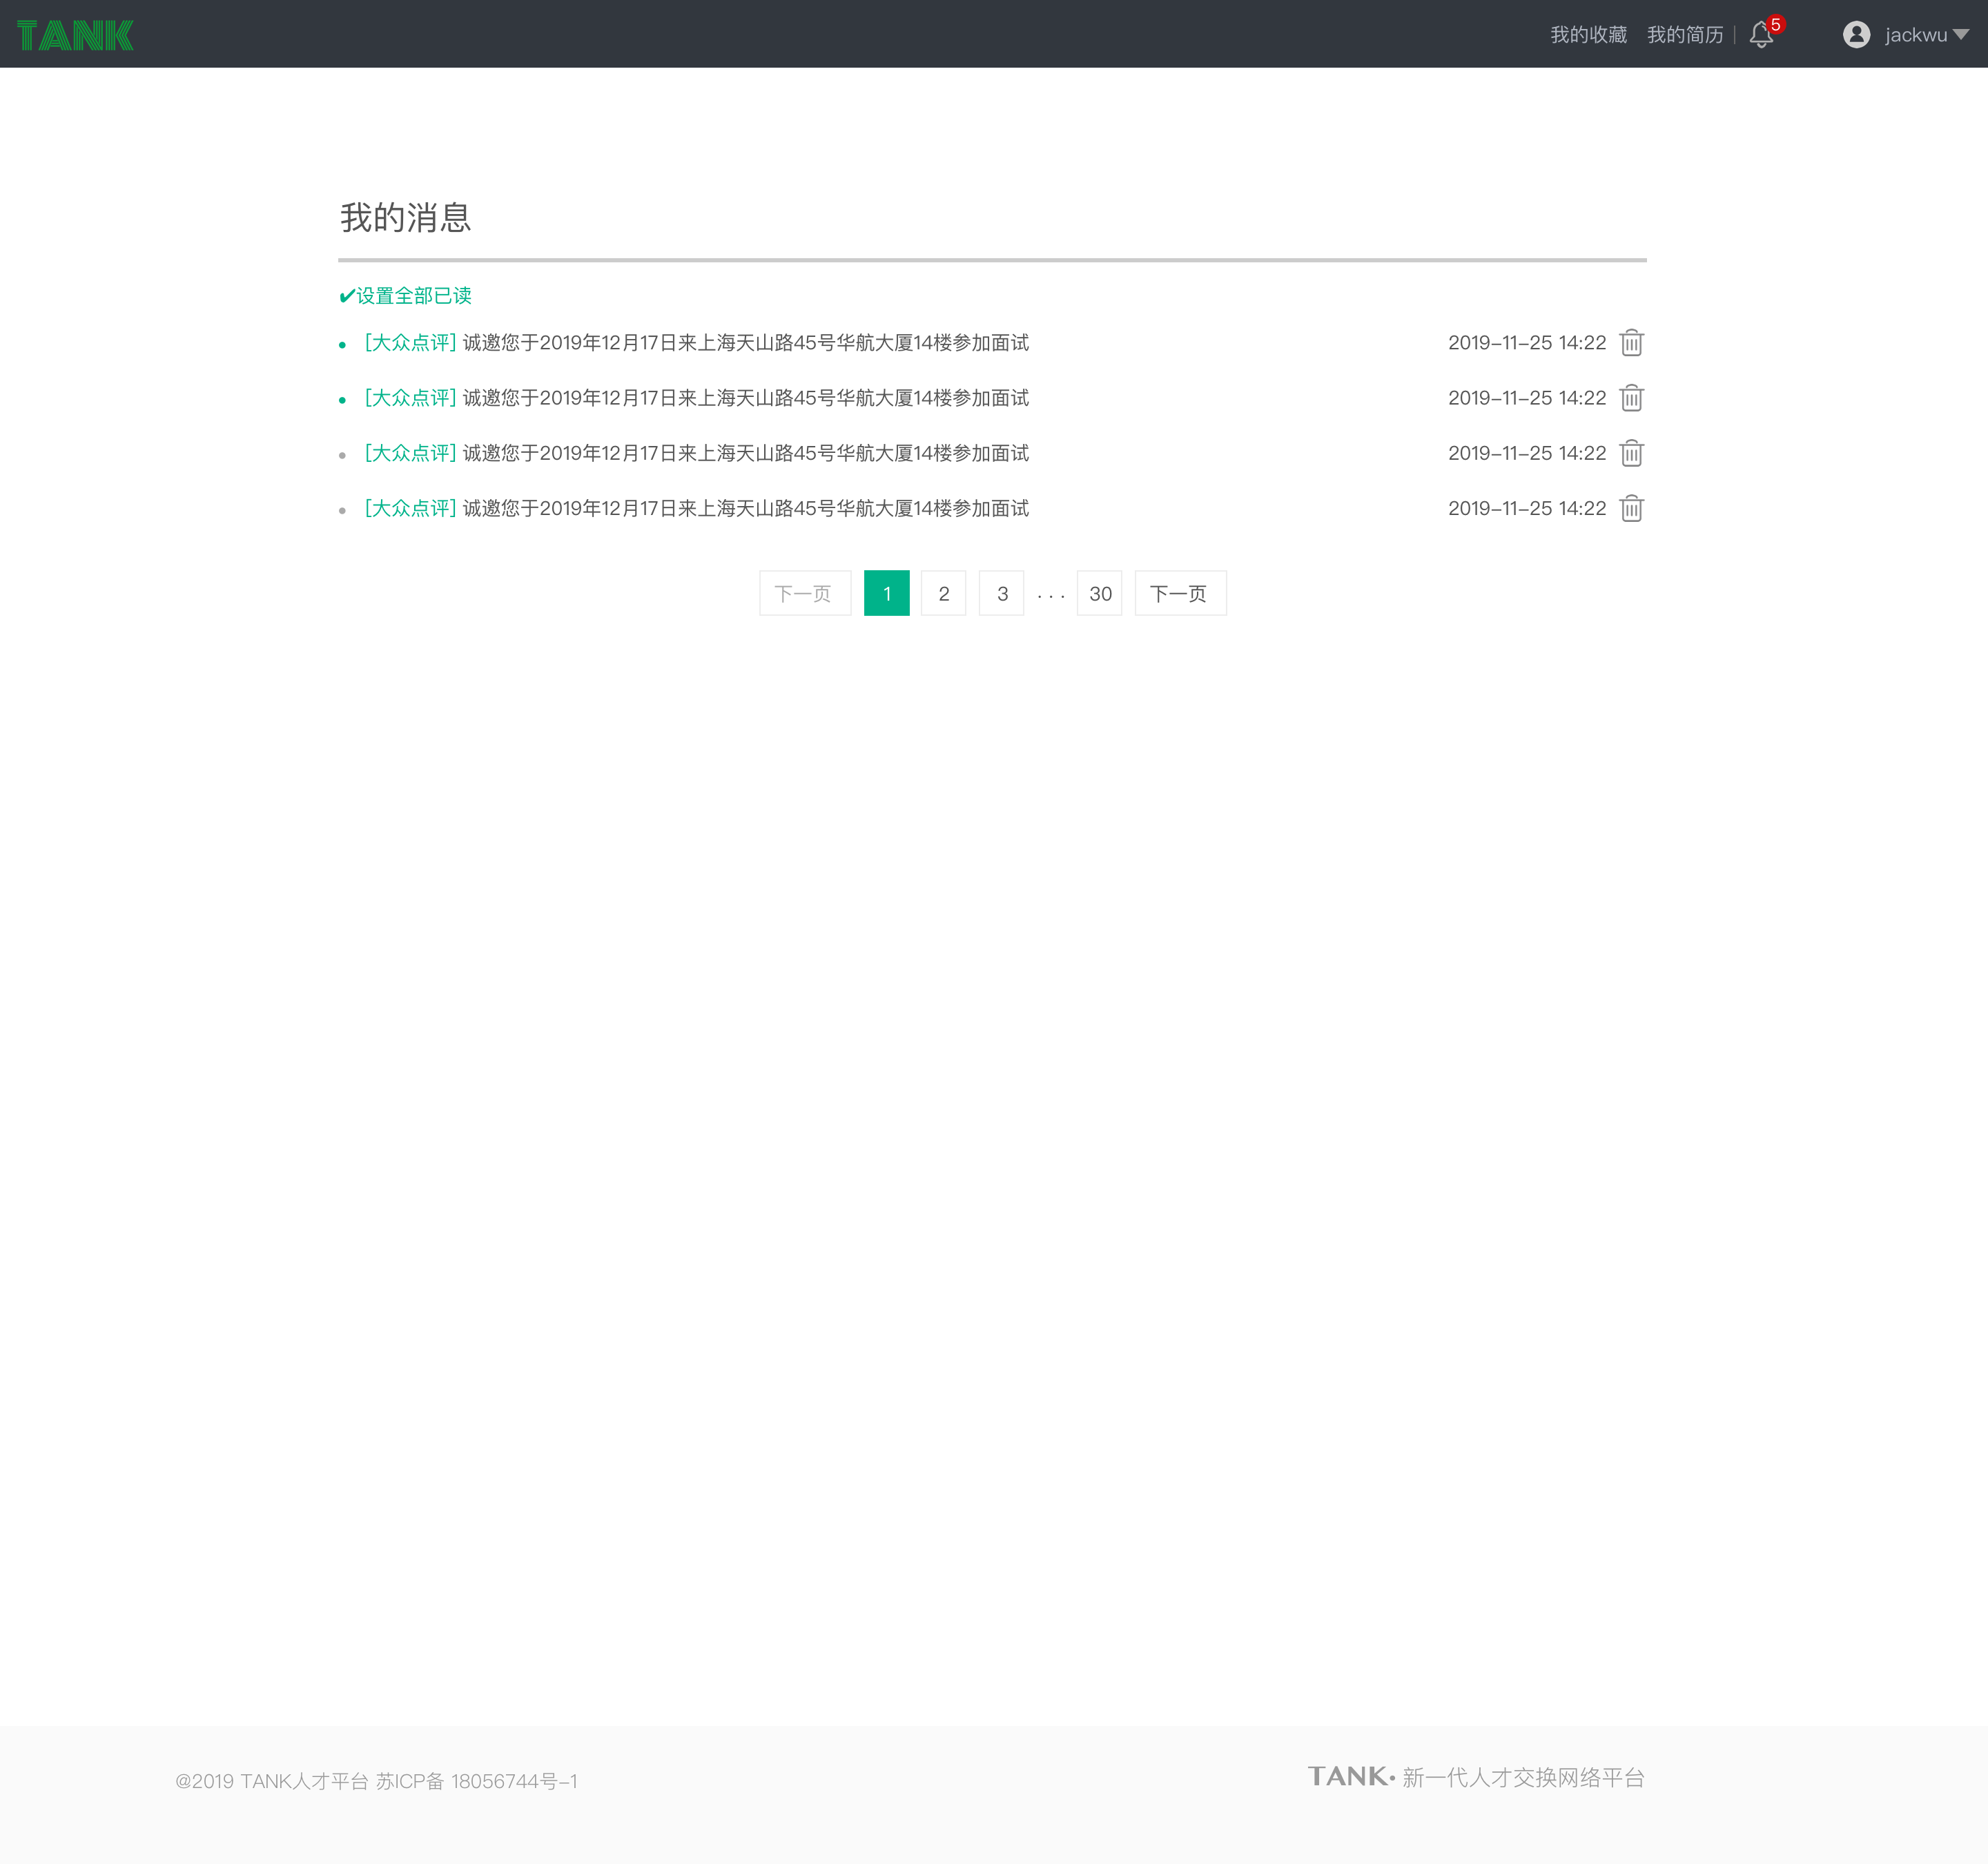 TANK 我的收藏 我的简历 5 jackwu
我的消息
✔设置全部已读
[大众点评] 诚邀您于2019年12月17日来上海天山路45号华航大厦14楼参加面试 2019-11-25 14:22
[大众点评] 诚邀您于2019年12月17日来上海天山路45号华航大厦14楼参加面试 2019-11-25 14:22
[大众点评] 诚邀您于2019年12月17日来上海天山路45号华航大厦14楼参加面试 2019-11-25 14:22
[大众点评] 诚邀您于2019年12月17日来上海天山路45号华航大厦14楼参加面试 2019-11-25 14:22
下一页 1 2 3 ... 30 下一页
@2019 TANK人才平台 苏ICP备 18056744号-1 TANK· 新一代人才交换网络平台